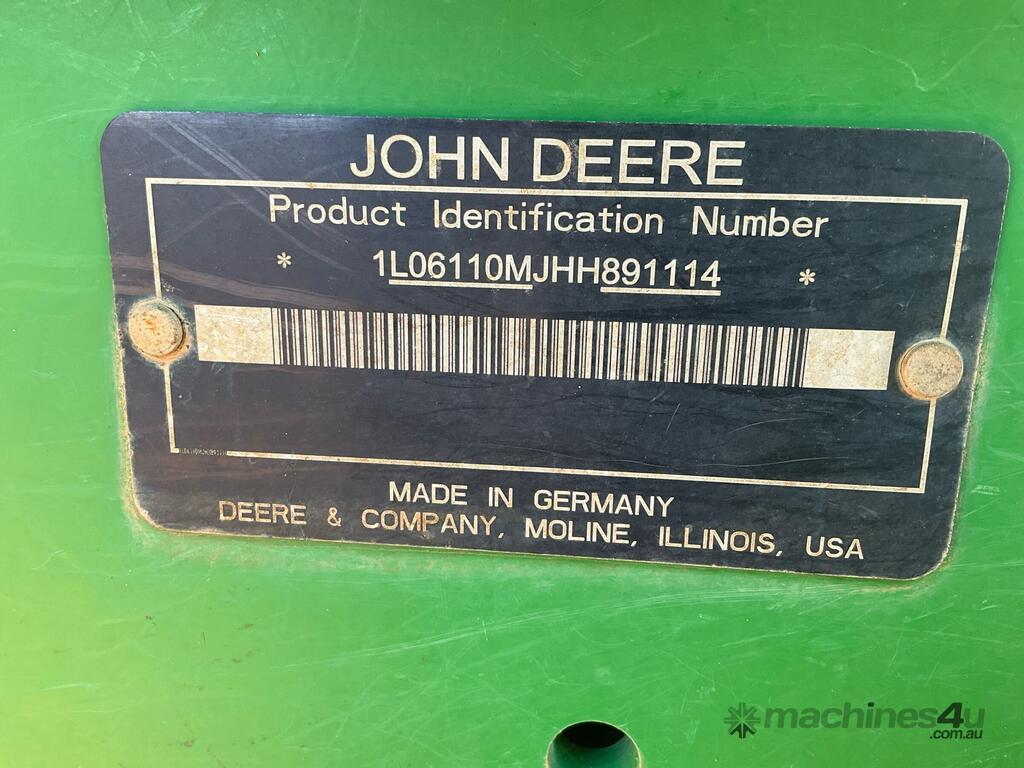 JOHN DEERE
Product Identification Number
* 1L06110MJHH891114 *
MADE IN GERMANY
DEERE & COMPANY, MOLINE, ILLINOIS, USA
machines4u
.com.au